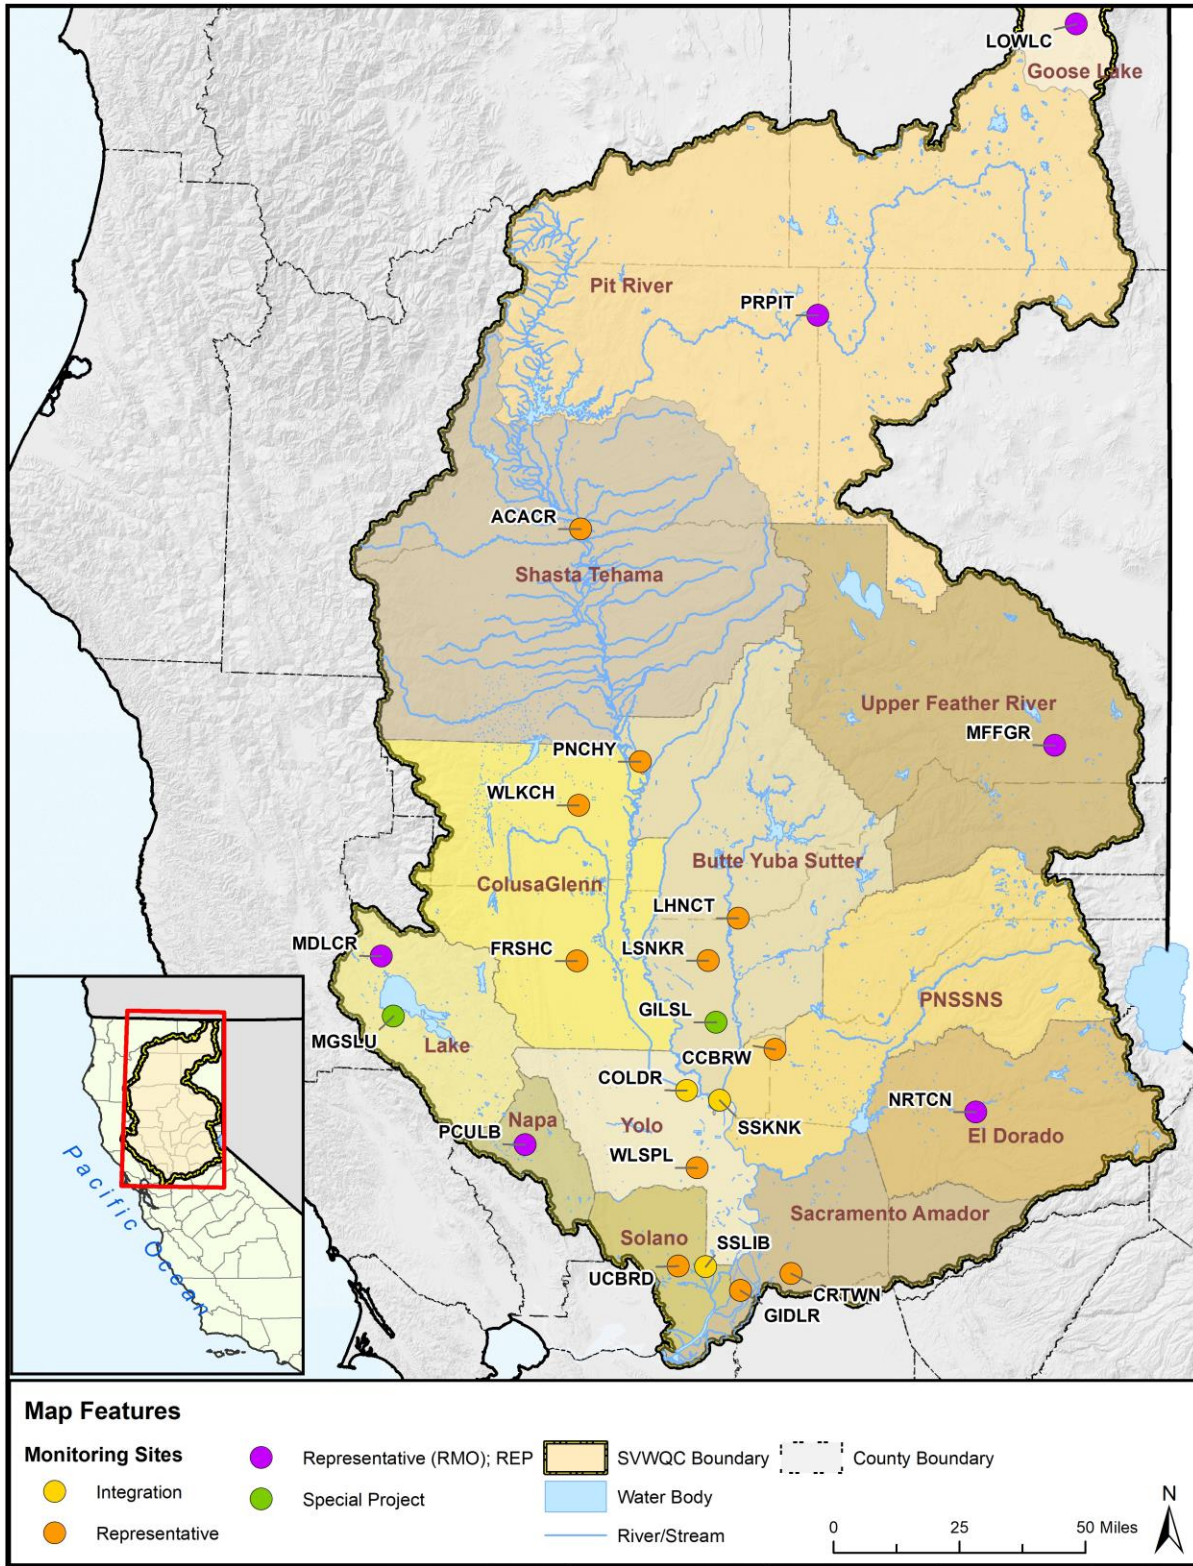 LOWLC
Goose Lake
Pit River
PRPIT
ACACR
Shasta Tehama
Upper Feather River
MFFGR
PNCHY
WLKCH
Butte Yuba Sutter
ColusaGlenn
LHNCT
MDLCR
FRSHC
LSNKR
PNSSNS
GILSL
MGSLU
Lake
CCBRW
COLDR
SSKNK
NRTCN
Napa
Yolo
El Dorado
PCULB
WLSPL
Sacramento Amador
Solano
SSLIB
UCBRD
CRTWN
GIDLR
Pacific Ocean
Map Features
Monitoring Sites
Integration
Representative
Representative (RMO); REP
Special Project
SVWQC Boundary
Water Body
River/Stream
County Boundary
N
0 25 50 Miles